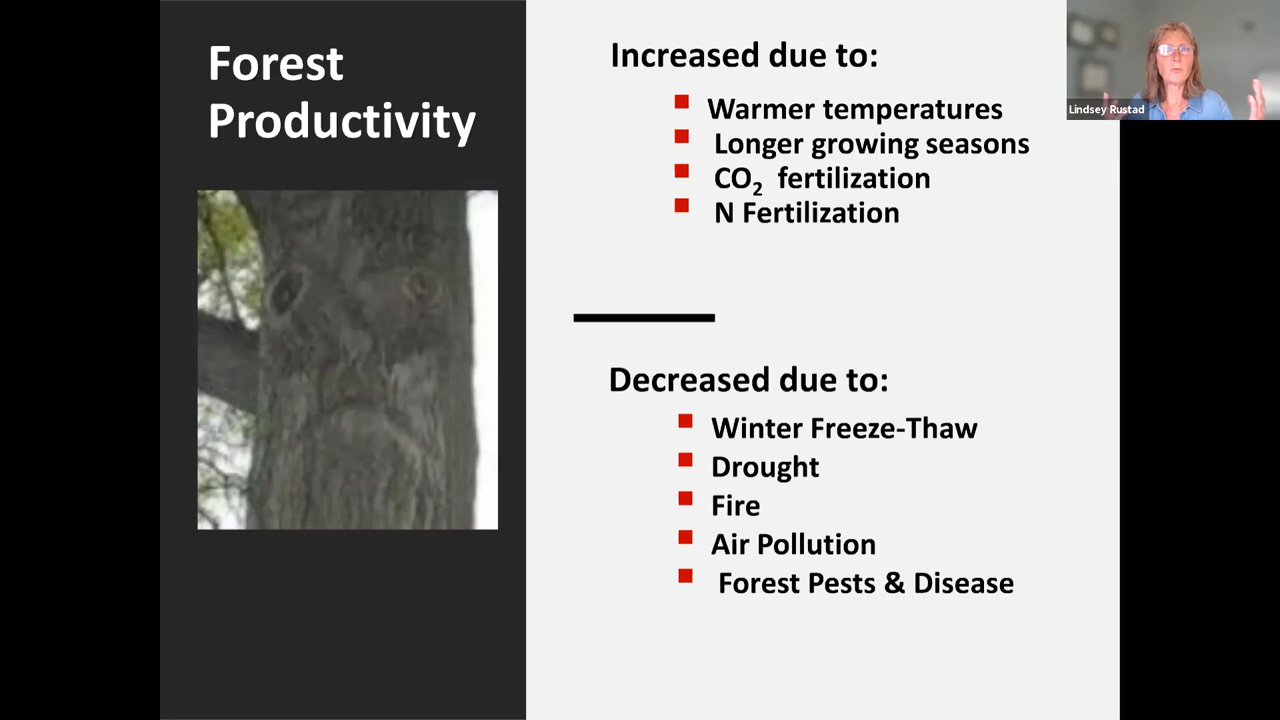 Forest
Productivity
Increased due to:
Warmer temperatures
Longer growing seasons
CO₂ fertilization
N Fertilization
Decreased due to:
Winter Freeze-Thaw
Drought
Fire
Air Pollution
Forest Pests & Disease
Lindsey Rustad